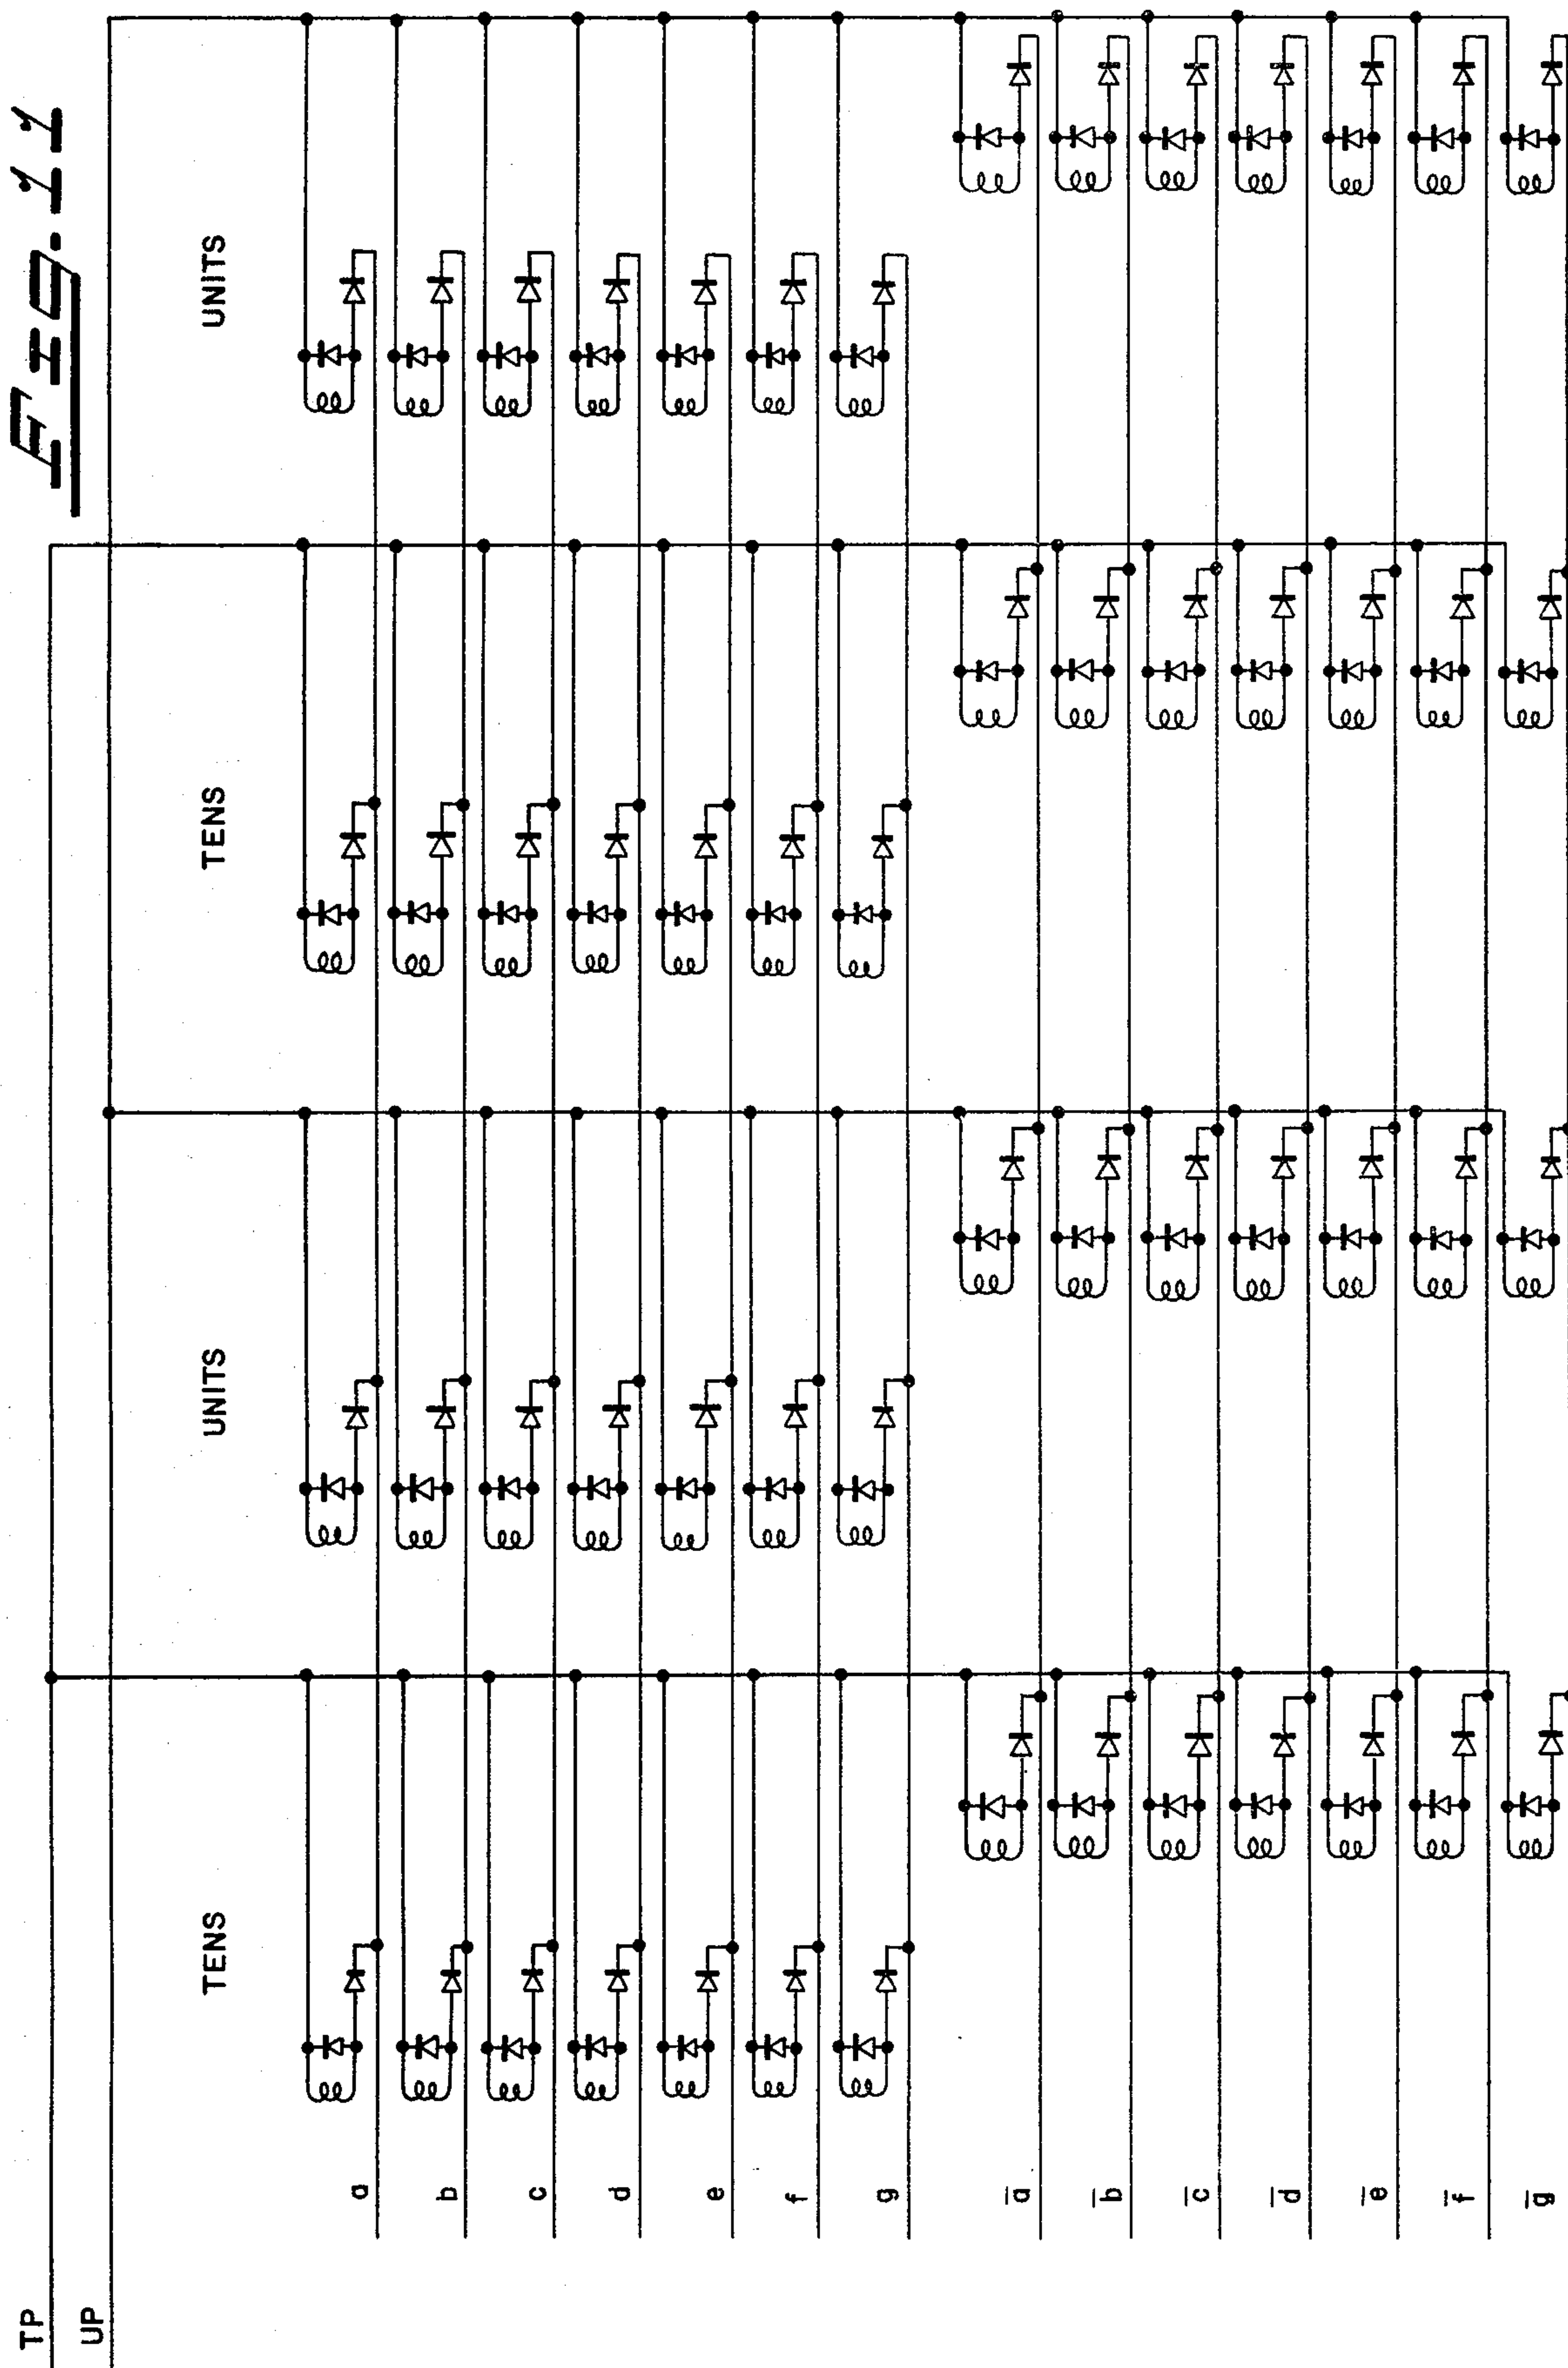 Fig. 11
TP
UP
TENS
UNITS
TENS
UNITS
a
b
c
d
e
f
g
a̅
b̅
c̅
d̅
e̅
f̅
g̅